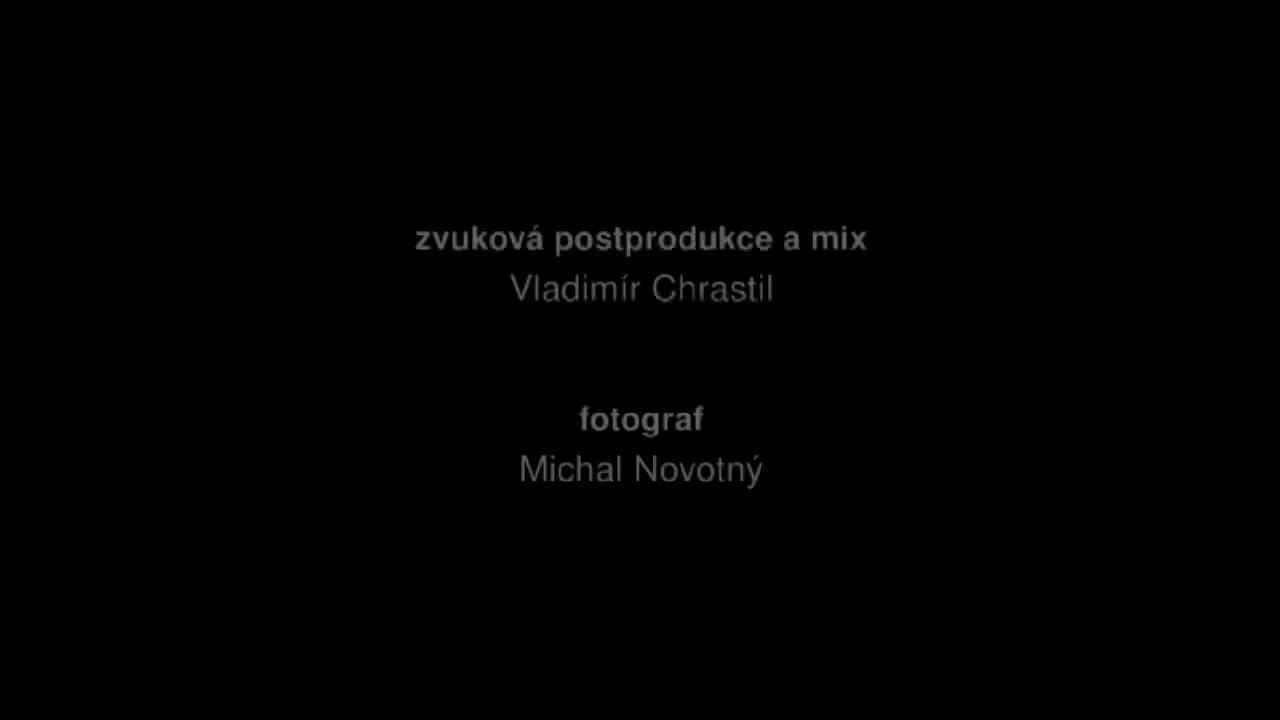 zvuková postprodukce a mix
Vladimír Chrastil
fotograf
Michal Novotný